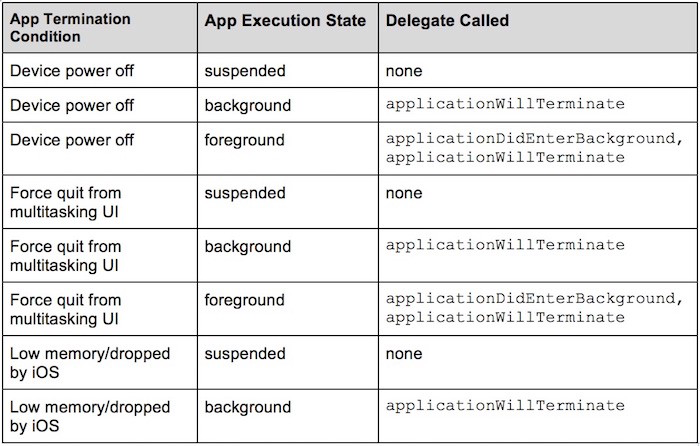 App Termination Condition	App Execution State	Delegate Called
Device power off	suspended	none
Device power off	background	applicationWillTerminate
Device power off	foreground	applicationDidEnterBackground, applicationWillTerminate
Force quit from multitasking UI	suspended	none
Force quit from multitasking UI	background	applicationWillTerminate
Force quit from multitasking UI	foreground	applicationDidEnterBackground, applicationWillTerminate
Low memory/dropped by iOS	suspended	none
Low memory/dropped by iOS	background	applicationWillTerminate